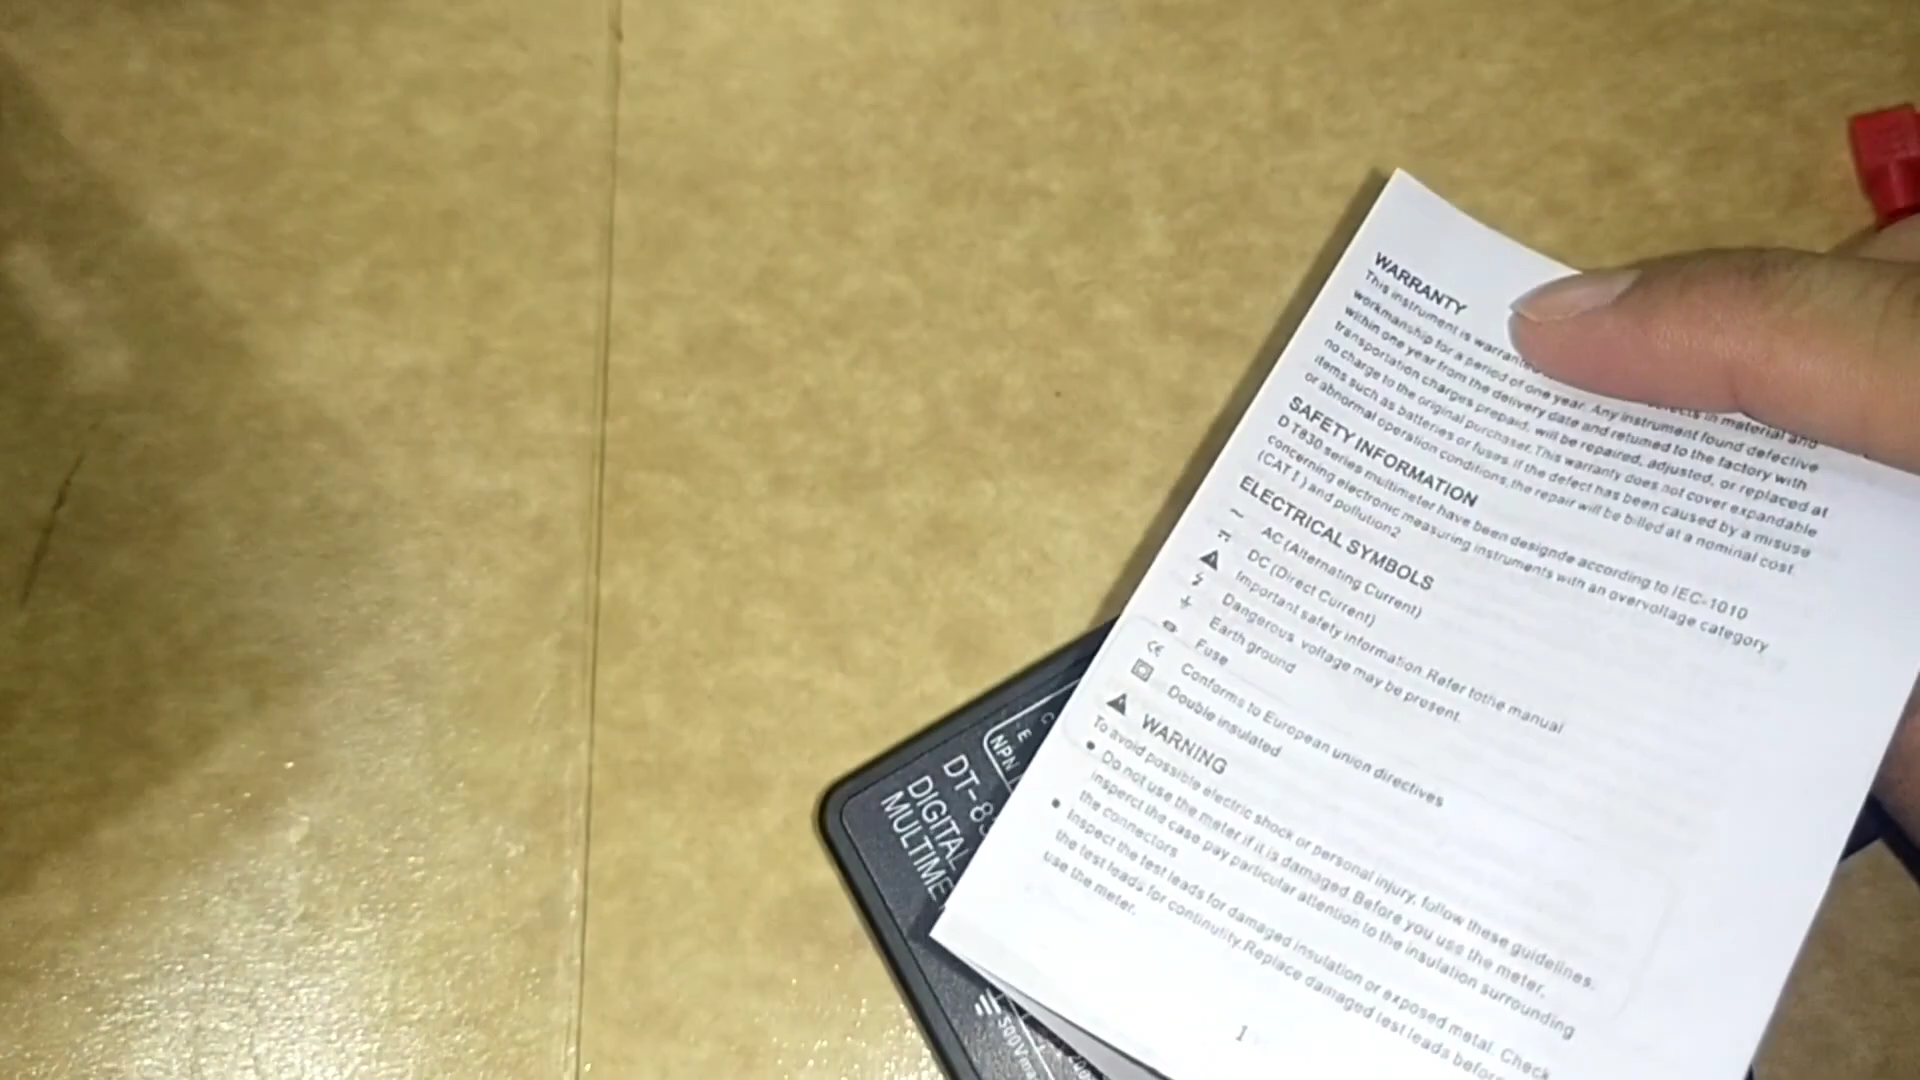 WARRANTY
This instrument is warranted in material and
workmanship for a period of one year. Any instrument found defective
within one year from the delivery date and returned to the factory with
transportation charges prepaid, will be repaired, adjusted, or replaced at
no charge to the original purchaser. This warranty does not cover expandable
items such as batteries or fuses. If the defect has been caused by a misuse
or abnormal operation conditions, the repair will be billed at a nominal cost.
SAFETY INFORMATION
DT830 series multimeter have been designde according to IEC-1010
concerning electronic measuring instruments with an overvoltage category
(CAT I) and pollution2
ELECTRICAL SYMBOLS
~ AC (Alternating Current)
DC (Direct Current)
Important safety information. Refer tothe manual
Dangerous voltage may be present.
Earth ground
Fuse
CE Conforms to European union directives
Double insulated
WARNING
To avoid possible electric shock or personal injury, follow these guidelines.
● Do not use the meter if it is damaged. Before you use the meter,
insperct the case. pay particular attention to the insulation surrounding
the connectors
● Inspect the test leads for damaged insulation or exposed metal. Check
the test leads for continutity. Replace damaged test leads before
use the meter.
1
C
E
NPN
DT-8
DIGITAL
MULTIME
500V